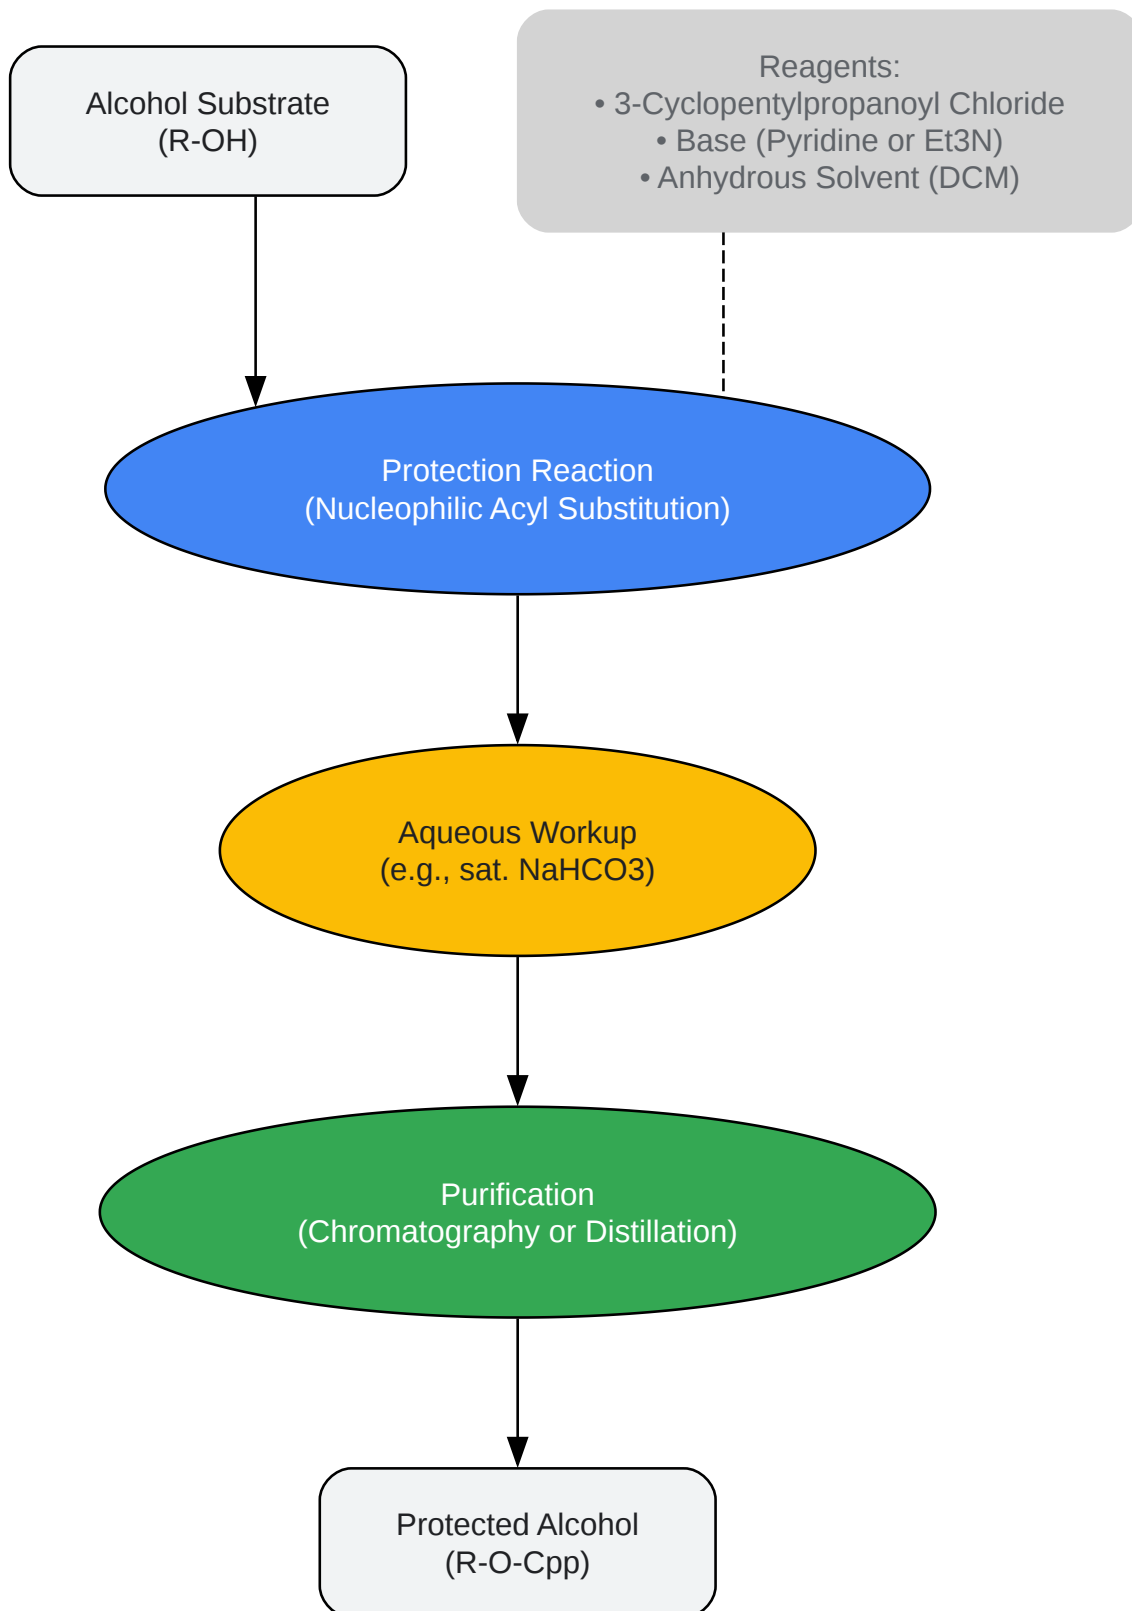 Alcohol Substrate
(R-OH)
Reagents:
• 3-Cyclopentylpropanoyl Chloride
• Base (Pyridine or Et3N)
• Anhydrous Solvent (DCM)
Protection Reaction
(Nucleophilic Acyl Substitution)
Aqueous Workup
(e.g., sat. NaHCO3)
Purification
(Chromatography or Distillation)
Protected Alcohol
(R-O-Cpp)